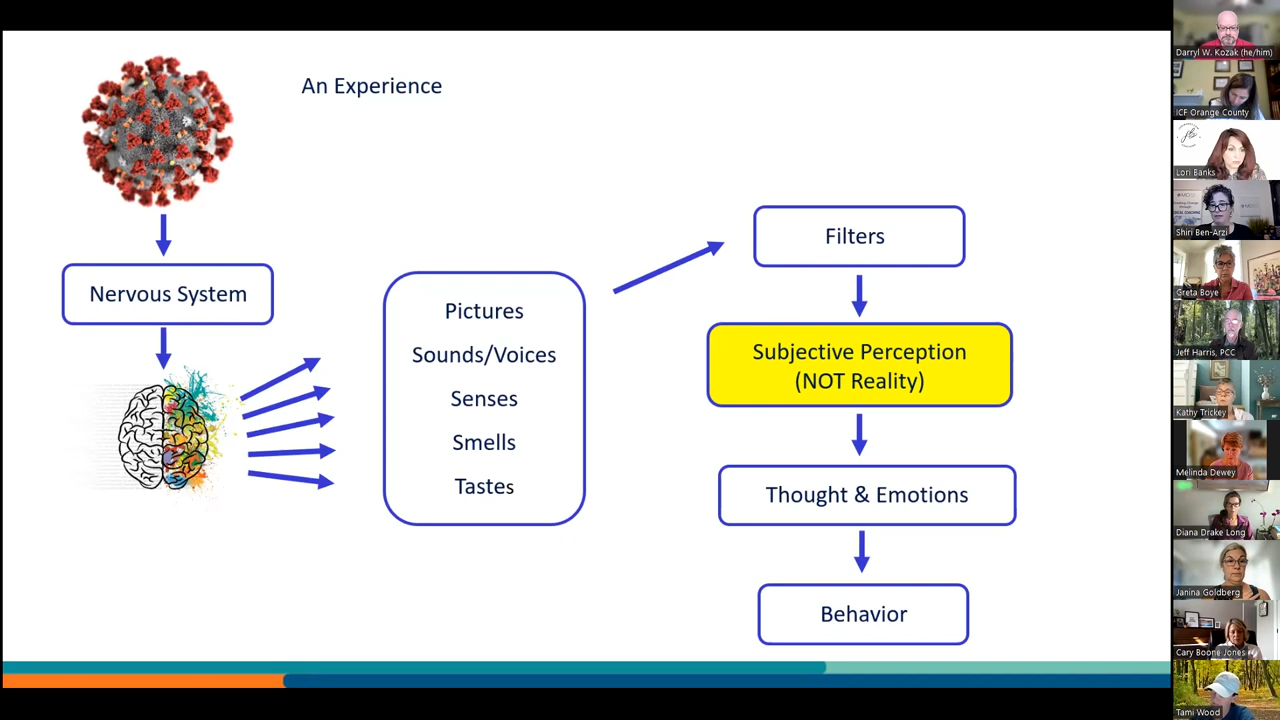 An Experience
Nervous System
Pictures
Sounds/Voices
Senses
Smells
Tastes
Filters
Subjective Perception
(NOT Reality)
Thought & Emotions
Behavior
Darryl W. Kozak (he/him)
ICF Orange County
Lori Banks
Shiri Ben-Arzi
Greta Boye
Jeff Harris, PCC
Kathy Trickey
Melinda Dewey
Diana Drake Long
Janina Goldberg
Cary Boone Jones
Tami Wood